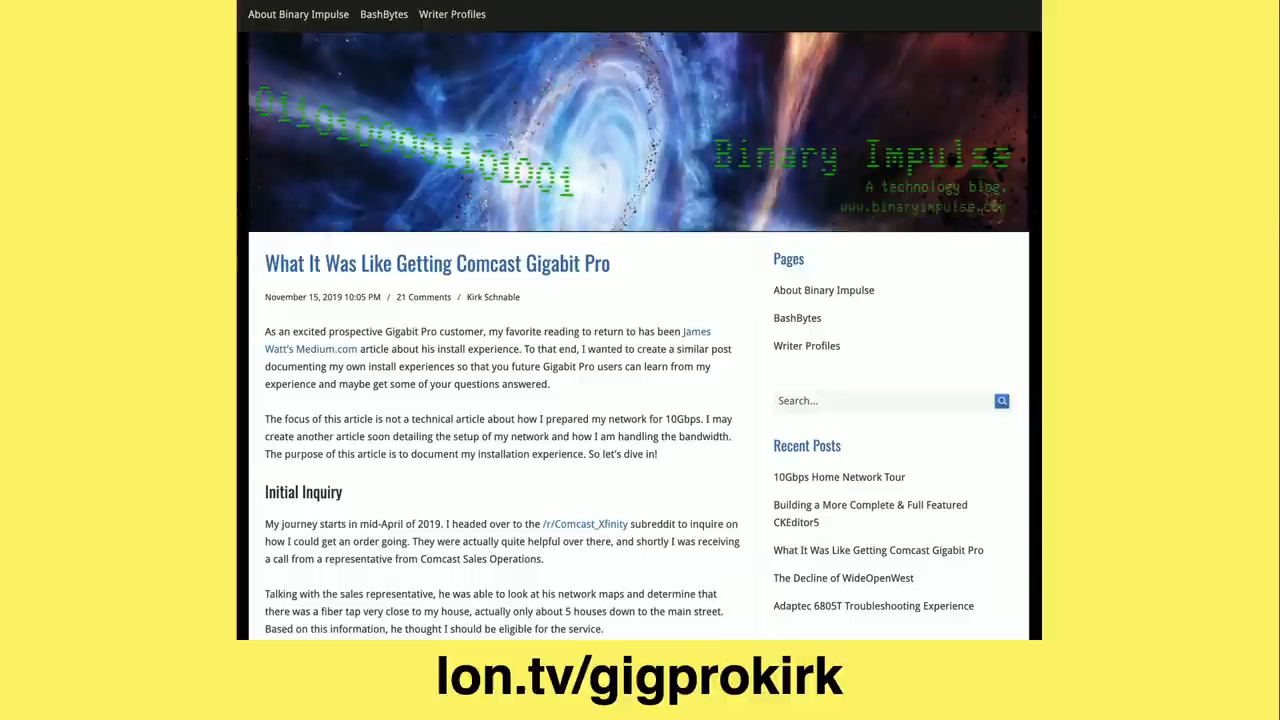 About Binary Impulse BashBytes Writer Profiles
0110100001101001
Binary Impulse
A technology blog.
www.binaryimpulse.com
What It Was Like Getting Comcast Gigabit Pro
November 15, 2019 10:05 PM / 21 Comments / Kirk Schnable
As an excited prospective Gigabit Pro customer, my favorite reading to return to has been James
Watt's Medium.com article about his install experience. To that end, I wanted to create a similar post
documenting my own install experiences so that you future Gigabit Pro users can learn from my
experience and maybe get some of your questions answered.
The focus of this article is not a technical article about how I prepared my network for 10Gbps. I may
create another article soon detailing the setup of my network and how I am handling the bandwidth.
The purpose of this article is to document my installation experience. So let's dive in!
Initial Inquiry
My journey starts in mid-April of 2019. I headed over to the /r/Comcast_Xfinity subreddit to inquire on
how I could get an order going. They were actually quite helpful over there, and shortly I was receiving
a call from a representative from Comcast Sales Operations.
Talking with the sales representative, he was able to look at his network maps and determine that
there was a fiber tap very close to my house, actually only about 5 houses down to the main street.
Based on this information, he thought I should be eligible for the service.
Pages
About Binary Impulse
BashBytes
Writer Profiles
Search...
Recent Posts
10Gbps Home Network Tour
Building a More Complete & Full Featured
CKEditor5
What It Was Like Getting Comcast Gigabit Pro
The Decline of WideOpenWest
Adaptec 6805T Troubleshooting Experience
lon.tv/gigprokirk